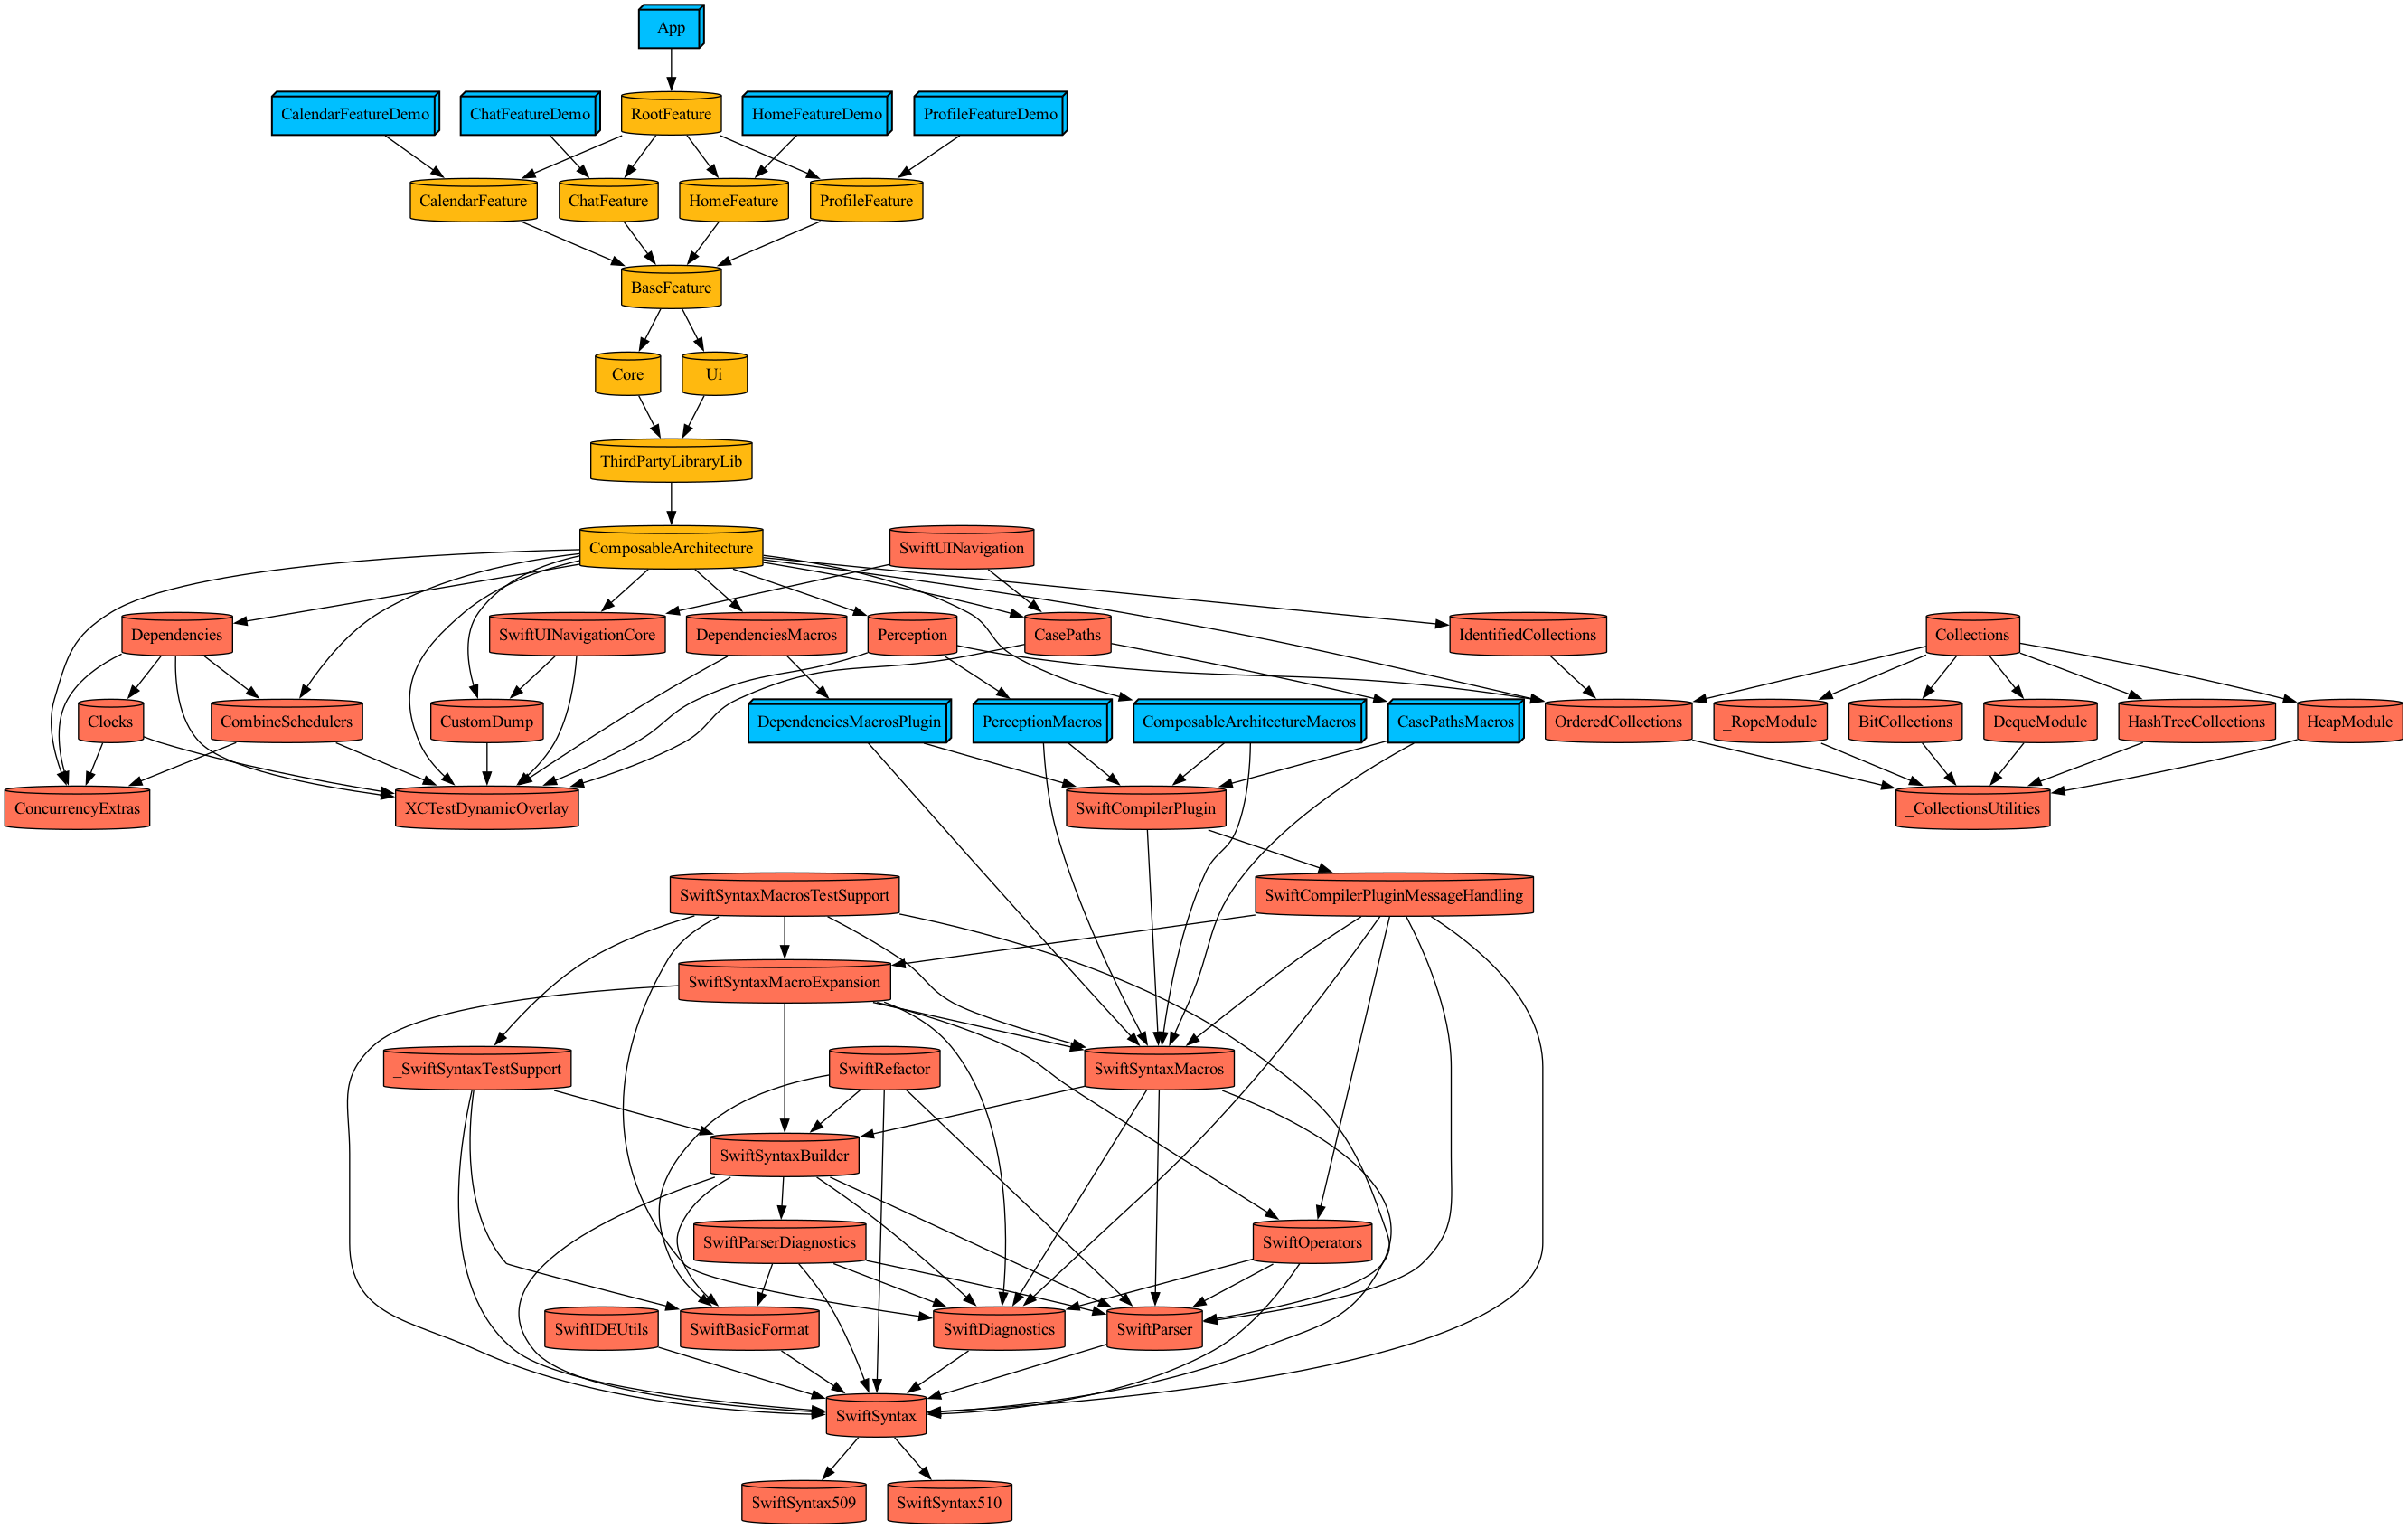 App
CalendarFeatureDemo
ChatFeatureDemo
RootFeature
HomeFeatureDemo
ProfileFeatureDemo
CalendarFeature
ChatFeature
HomeFeature
ProfileFeature
BaseFeature
Core
Ui
ThirdPartyLibraryLib
ComposableArchitecture
SwiftUINavigation
Dependencies
SwiftUINavigationCore
DependenciesMacros
Perception
CasePaths
IdentifiedCollections
Collections
Clocks
CombineSchedulers
CustomDump
DependenciesMacrosPlugin
PerceptionMacros
ComposableArchitectureMacros
CasePathsMacros
OrderedCollections
_RopeModule
BitCollections
DequeModule
HashTreeCollections
HeapModule
ConcurrencyExtras
XCTestDynamicOverlay
SwiftCompilerPlugin
_CollectionsUtilities
SwiftSyntaxMacrosTestSupport
SwiftCompilerPluginMessageHandling
SwiftSyntaxMacroExpansion
_SwiftSyntaxTestSupport
SwiftRefactor
SwiftSyntaxMacros
SwiftSyntaxBuilder
SwiftParserDiagnostics
SwiftOperators
SwiftIDEUtils
SwiftBasicFormat
SwiftDiagnostics
SwiftParser
SwiftSyntax
SwiftSyntax509
SwiftSyntax510